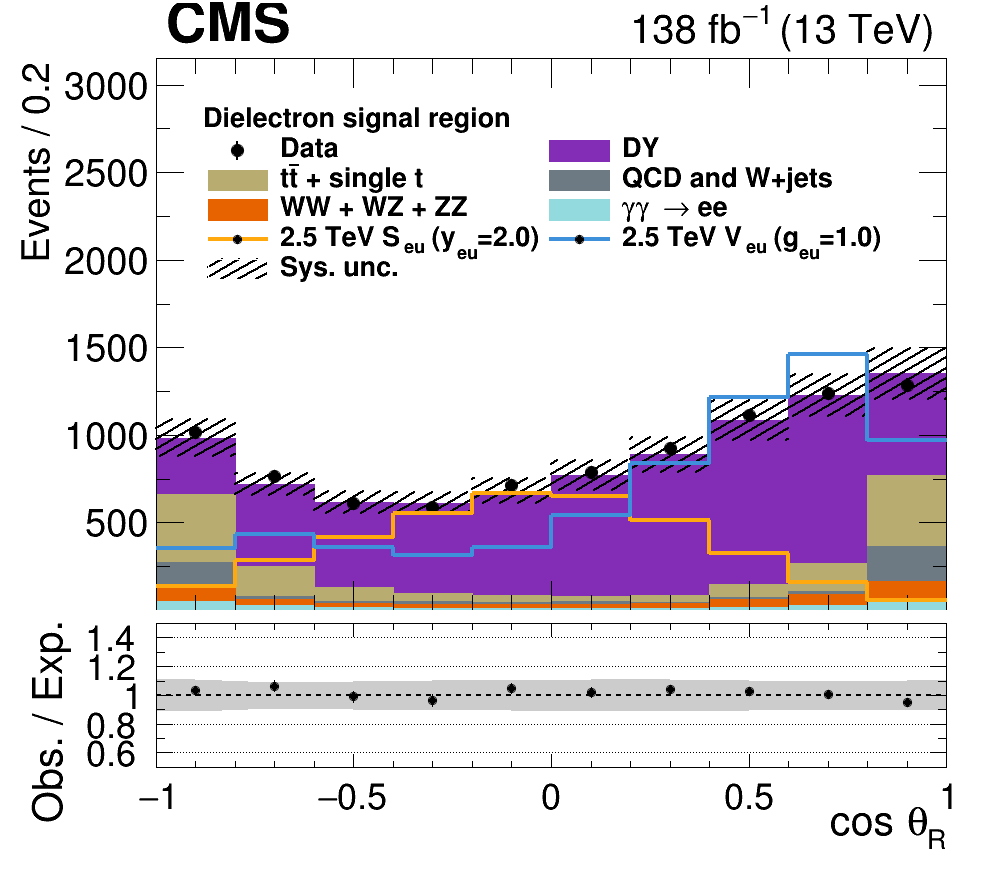 CMS 138 fb⁻¹ (13 TeV)
Events / 0.2
3000
2500
2000
1500
1000
500
Dielectron signal region
Data DY
tt̄ + single t QCD and W+jets
WW + WZ + ZZ γγ → ee
2.5 TeV S_eu (y_eu=2.0) 2.5 TeV V_eu (g_eu=1.0)
Sys. unc.
Obs. / Exp.
1.4
1.2
1
0.8
0.6
−1 −0.5 0 0.5 1
cos θ_R